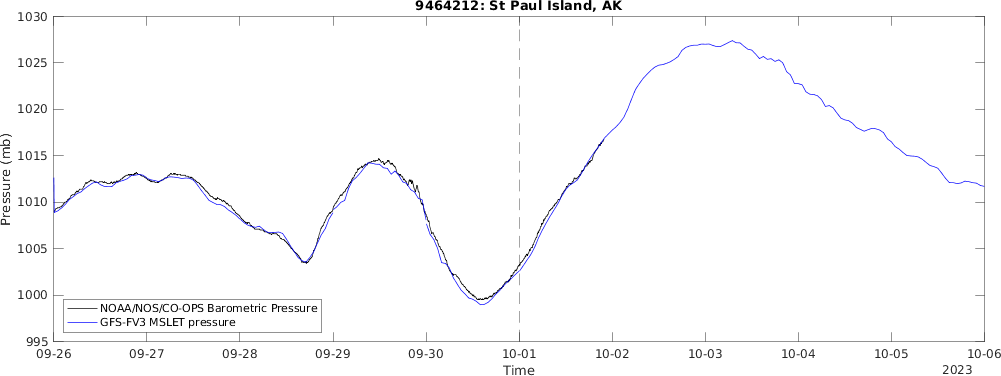 9464212: St Paul Island, AK
1030
1025
1020
1015
1010
1005
1000
995
Pressure (mb)
NOAA/NOS/CO-OPS Barometric Pressure
GFS-FV3 MSLET pressure
09-26 09-27 09-28 09-29 09-30 10-01 10-02 10-03 10-04 10-05 10-06
Time
2023